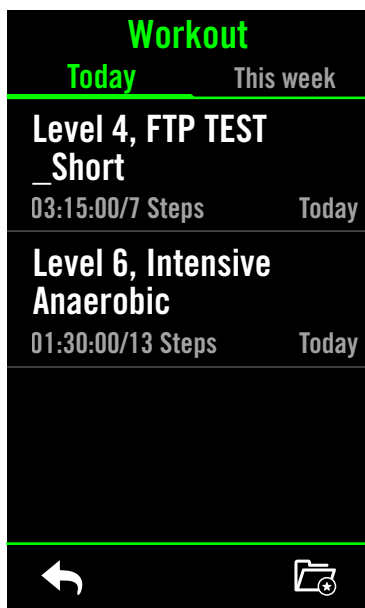 Workout
Today This week
Level 4, FTP TEST
_Short
03:15:00/7 Steps Today
Level 6, Intensive
Anaerobic
01:30:00/13 Steps Today